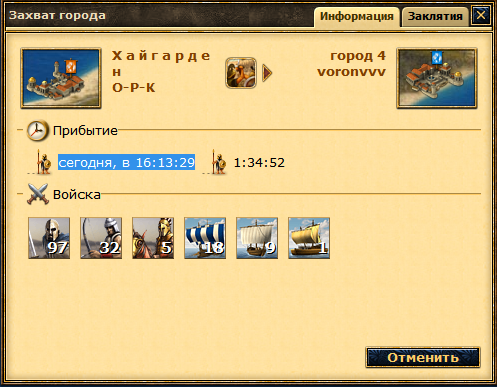 Захват города
Информация
Заклятия
Х а й г а р д е
н
О-Р-К
город 4
voronvvv
Прибытие
сегодня, в 16:13:29
1:34:52
Войска
97
32
5
18
9
1
Отменить